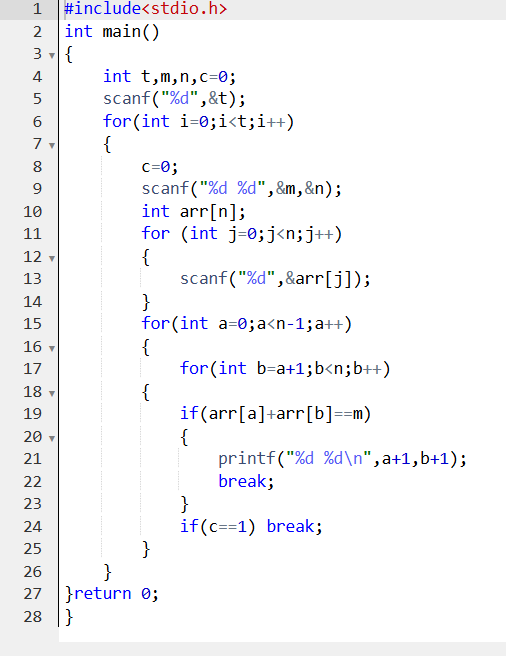 1 #include<stdio.h>
2 int main()
3 {
4 int t,m,n,c=0;
5 scanf("%d",&t);
6 for(int i=0;i<t;i++)
7 {
8 c=0;
9 scanf("%d %d",&m,&n);
10 int arr[n];
11 for (int j=0;j<n;j++)
12 {
13 scanf("%d",&arr[j]);
14 }
15 for(int a=0;a<n-1;a++)
16 {
17 for(int b=a+1;b<n;b++)
18 {
19 if(arr[a]+arr[b]==m)
20 {
21 printf("%d %d\n",a+1,b+1);
22 break;
23 }
24 if(c==1) break;
25 }
26 }
27 }return 0;
28 }